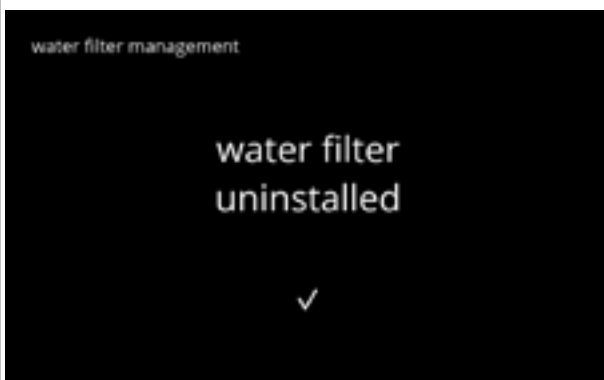 water filter management
water filter
uninstalled
✓